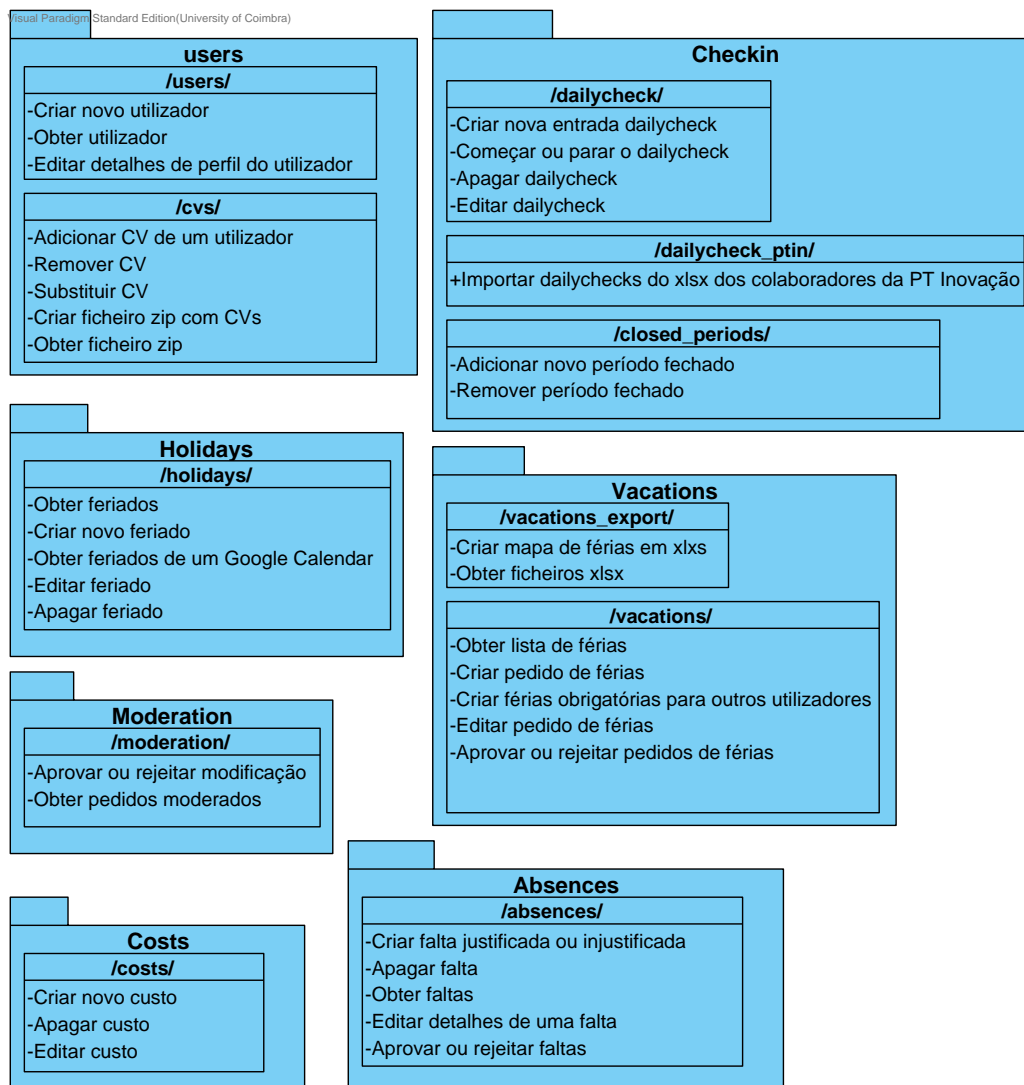 Visual Paradigm Standard Edition(University of Coimbra)
users
/users/
-Criar novo utilizador
-Obter utilizador
-Editar detalhes de perfil do utilizador
/cvs/
-Adicionar CV de um utilizador
-Remover CV
-Substituir CV
-Criar ficheiro zip com CVs
-Obter ficheiro zip
Checkin
/dailycheck/
-Criar nova entrada dailycheck
-Começar ou parar o dailycheck
-Apagar dailycheck
-Editar dailycheck
/dailycheck_ptin/
+Importar dailychecks do xlsx dos colaboradores da PT Inovação
/closed_periods/
-Adicionar novo período fechado
-Remover período fechado
Holidays
/holidays/
-Obter feriados
-Criar novo feriado
-Obter feriados de um Google Calendar
-Editar feriado
-Apagar feriado
Vacations
/vacations_export/
-Criar mapa de férias em xlxs
-Obter ficheiros xlsx
/vacations/
-Obter lista de férias
-Criar pedido de férias
-Criar férias obrigatórias para outros utilizadores
-Editar pedido de férias
-Aprovar ou rejeitar pedidos de férias
Moderation
/moderation/
-Aprovar ou rejeitar modificação
-Obter pedidos moderados
Absences
/absences/
-Criar falta justificada ou injustificada
-Apagar falta
-Obter faltas
-Editar detalhes de uma falta
-Aprovar ou rejeitar faltas
Costs
/costs/
-Criar novo custo
-Apagar custo
-Editar custo